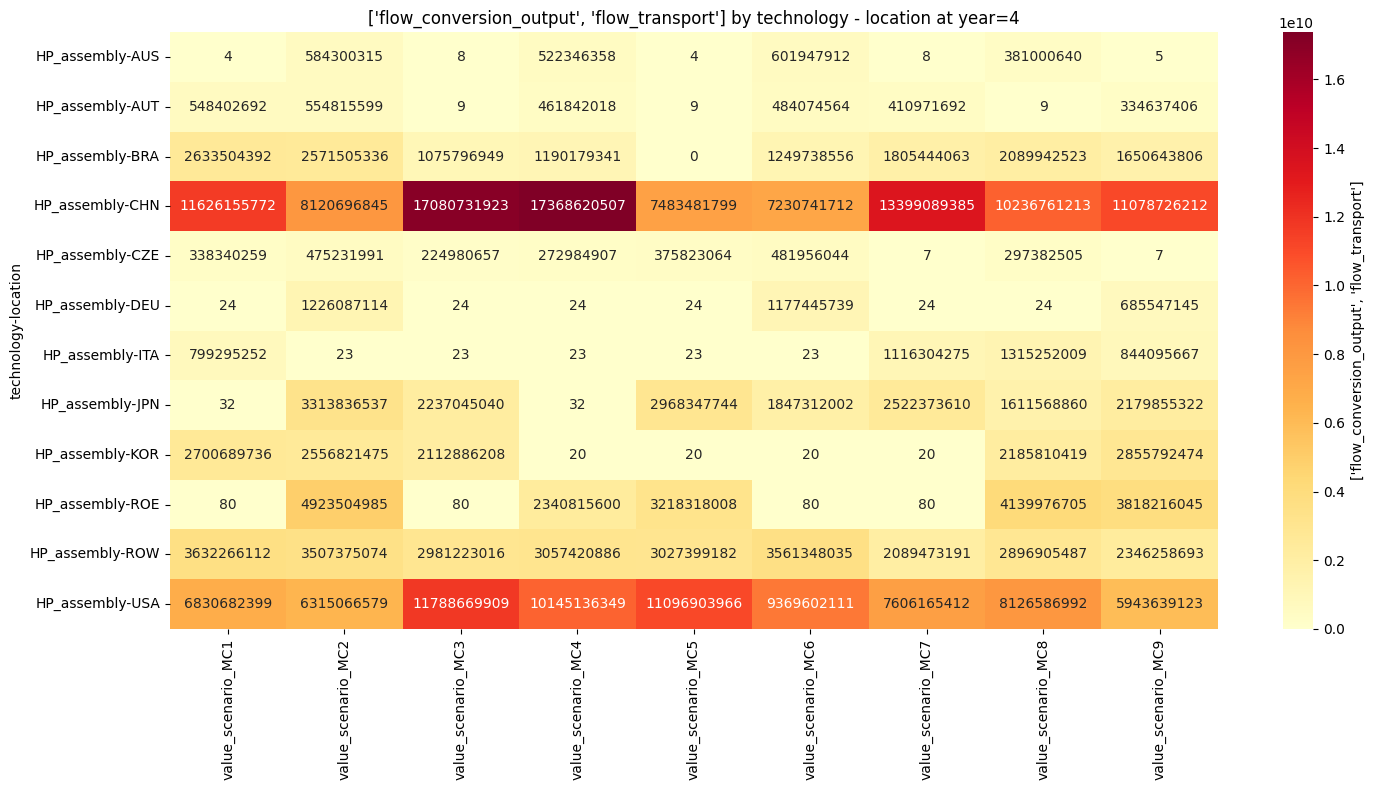 ['flow_conversion_output', 'flow_transport'] by technology - location at year=4
1e10
HP_assembly-AUS 4 584300315 8 522346358 4 601947912 8 381000640 5
HP_assembly-AUT 548402692 554815599 9 461842018 9 484074564 410971692 9 334637406
HP_assembly-BRA 2633504392 2571505336 1075796949 1190179341 0 1249738556 1805444063 2089942523 1650643806
HP_assembly-CHN 11626155772 8120696845 17080731923 17368620507 7483481799 7230741712 13399089385 10236761213 11078726212
HP_assembly-CZE 338340259 475231991 224980657 272984907 375823064 481956044 7 297382505 7
HP_assembly-DEU 24 1226087114 24 24 24 1177445739 24 24 685547145
HP_assembly-ITA 799295252 23 23 23 23 23 1116304275 1315252009 844095667
HP_assembly-JPN 32 3313836537 2237045040 32 2968347744 1847312002 2522373610 1611568860 2179855322
HP_assembly-KOR 2700689736 2556821475 2112886208 20 20 20 20 2185810419 2855792474
HP_assembly-ROE 80 4923504985 80 2340815600 3218318008 80 80 4139976705 3818216045
HP_assembly-ROW 3632266112 3507375074 2981223016 3057420886 3027399182 3561348035 2089473191 2896905487 2346258693
HP_assembly-USA 6830682399 6315066579 11788669909 10145136349 11096903966 9369602111 7606165412 8126586992 5943639123
technology-location
value_scenario_MC1
value_scenario_MC2
value_scenario_MC3
value_scenario_MC4
value_scenario_MC5
value_scenario_MC6
value_scenario_MC7
value_scenario_MC8
value_scenario_MC9
1.6
1.4
1.2
1.0
0.8
0.6
0.4
0.2
0.0
['flow_conversion_output', 'flow_transport']